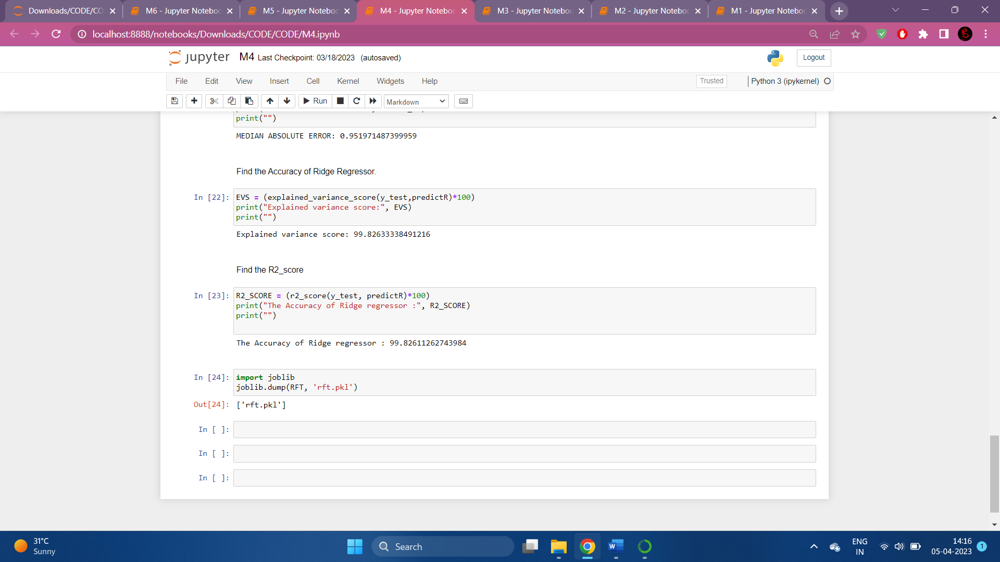 Downloads/CODE/CO
M6 - Jupyter Noteboo
M5 - Jupyter Noteboo
M4 - Jupyter Noteboo
M3 - Jupyter Noteboo
M2 - Jupyter Noteboo
M1 - Jupyter Noteboo
localhost:8888/notebooks/Downloads/CODE/CODE/M4.ipynb
jupyter M4 Last Checkpoint: 03/18/2023 (autosaved)
Logout
File Edit View Insert Cell Kernel Widgets Help
Trusted
Python 3 (ipykernel)
Run
Markdown
print("")
MEDIAN ABSOLUTE ERROR: 0.951971487399959
Find the Accuracy of Ridge Regressor.
In [22]: EVS = (explained_variance_score(y_test,predictR)*100)
print("Explained variance score:", EVS)
print("")
Explained variance score: 99.82633338491216
Find the R2_score
In [23]: R2_SCORE = (r2_score(y_test, predictR)*100)
print("The Accuracy of Ridge regressor :", R2_SCORE)
print("")
The Accuracy of Ridge regressor : 99.82611262743984
In [24]: import joblib
joblib.dump(RFT, 'rft.pkl')
Out[24]: ['rft.pkl']
In [ ]:
In [ ]:
In [ ]:
31°C
Sunny
Search
ENG
IN
14:16
05-04-2023
1